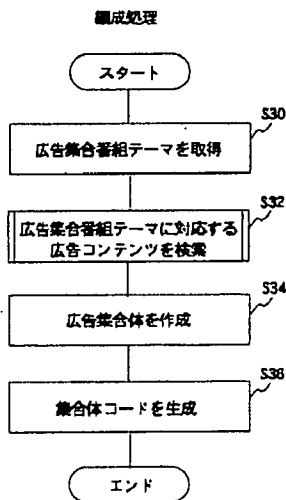 編成処理
スタート
S30
広告集合番組テーマを取得
S32
広告集合番組テーマに対応する
広告コンテンツを検索
S34
広告集合体を作成
S36
集合体コードを生成
エンド